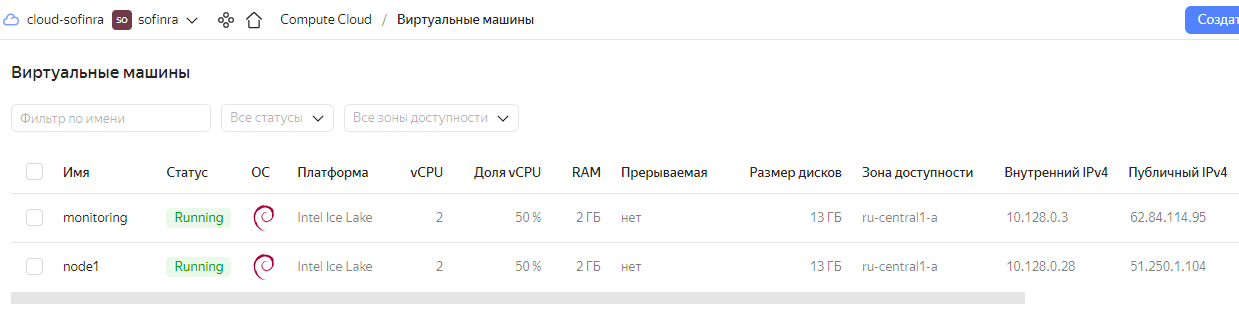 cloud-sofinra SO sofinra Compute Cloud / Виртуальные машины
Виртуальные машины
Фильтр по имени Все статусы Все зоны доступности
Имя Статус ОС Платформа vCPU Доля vCPU RAM Прерываемая Размер дисков Зона доступности Внутренний IPv4 Публичный IPv4
monitoring Running Intel Ice Lake 2 50 % 2 ГБ нет 13 ГБ ru-central1-a 10.128.0.3 62.84.114.95
node1 Running Intel Ice Lake 2 50 % 2 ГБ нет 13 ГБ ru-central1-a 10.128.0.28 51.250.1.104